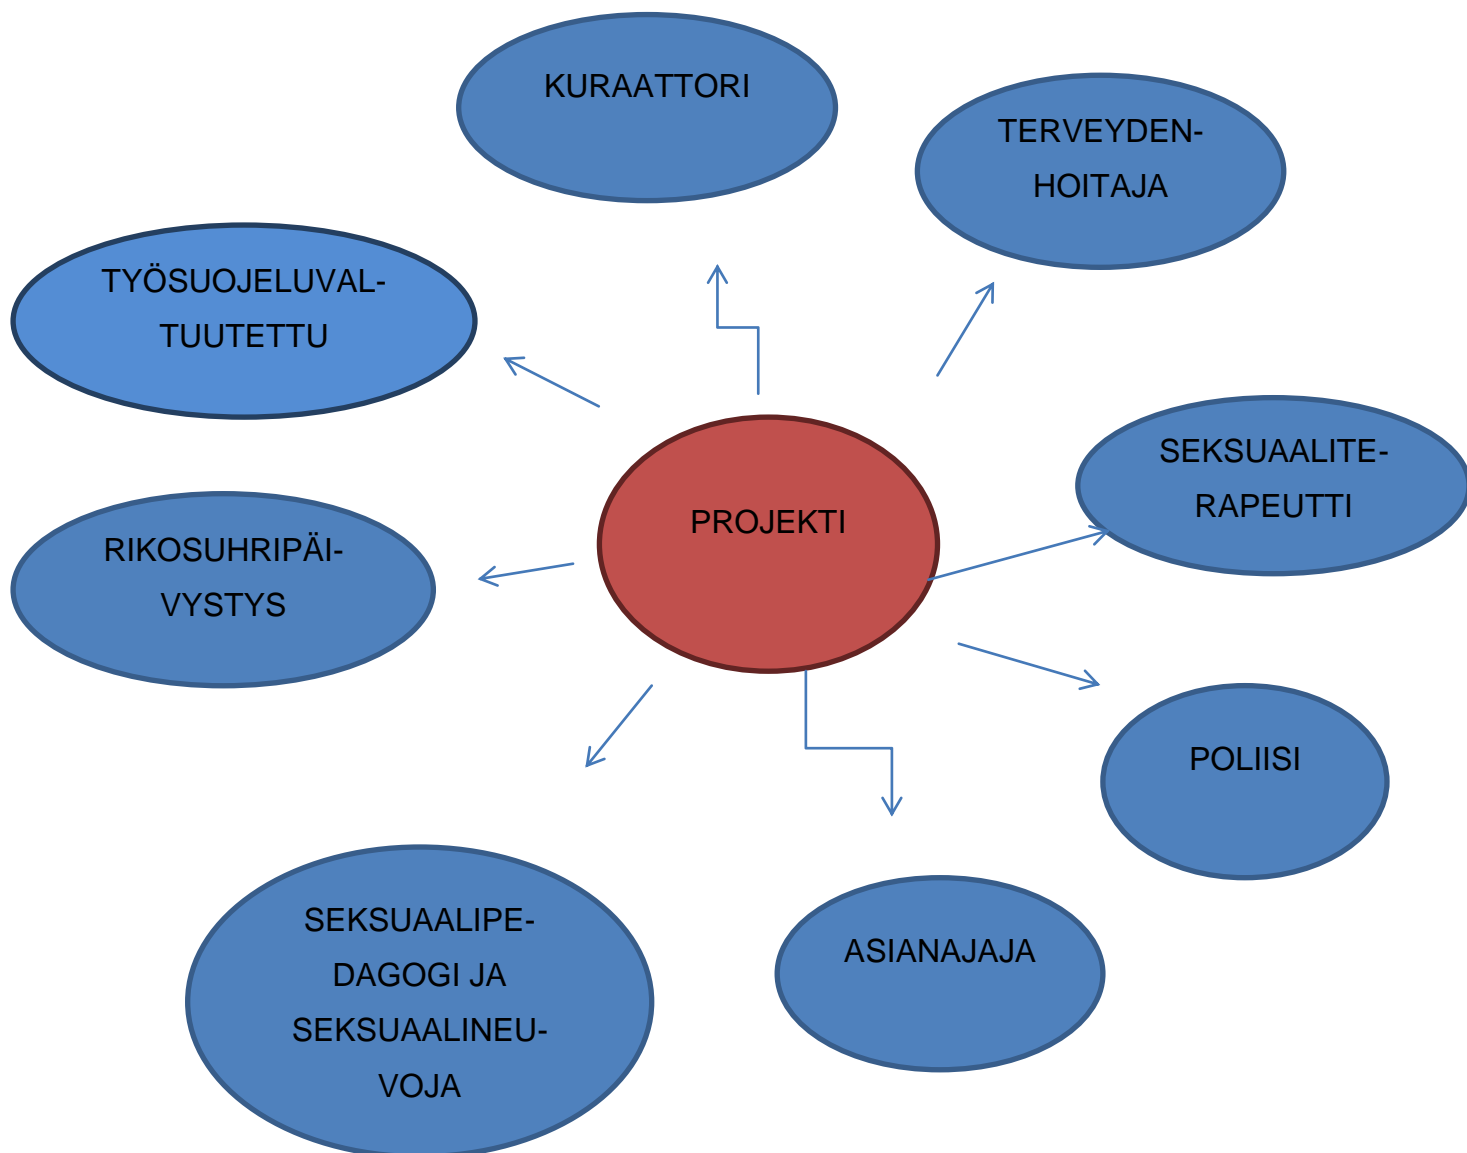 KURAATTORI
TERVEYDEN-
HOITAJA
TYÖSUOJELUVAL-
TUUTETTU
SEKSUAALITE-
RAPEUTTI
PROJEKTI
RIKOSUHRIPÄI-
VYSTYS
POLIISI
SEKSUAALIPE-
DAGOGI JA
SEKSUAALINEU-
VOJA
ASIANAJAJA